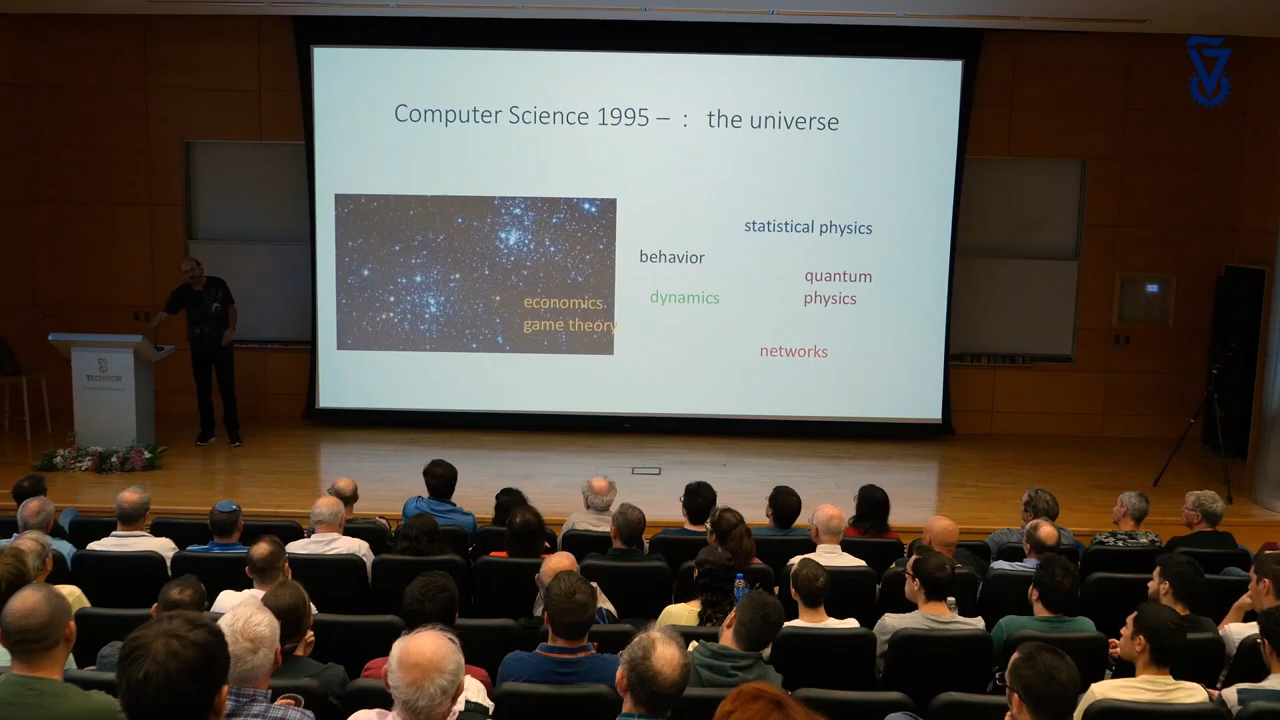 Computer Science 1995 – : the universe
statistical physics
behavior
quantum
physics
dynamics
economics
game theory
networks
TECHNION